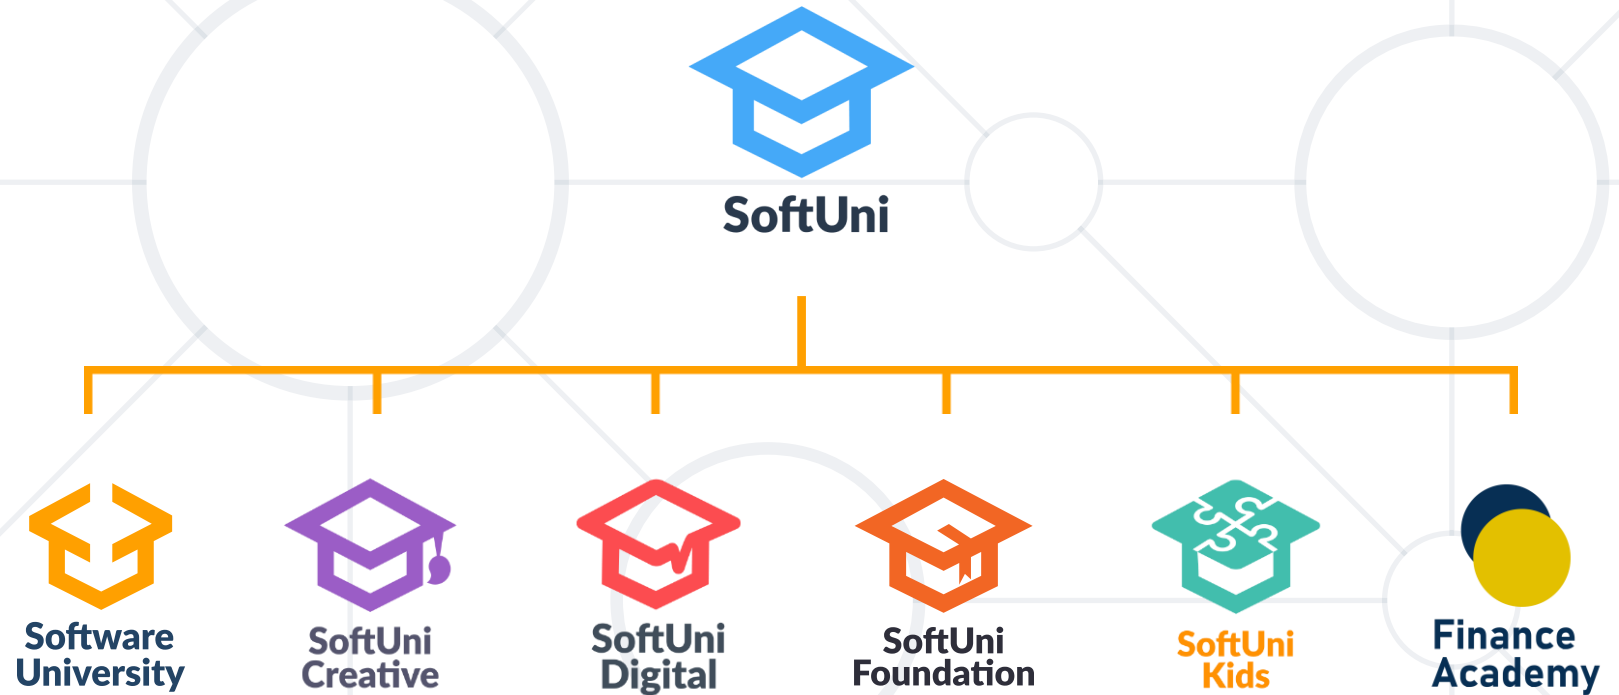 SoftUni
Software
University
SoftUni
Creative
SoftUni
Digital
SoftUni
Foundation
SoftUni
Kids
Finance
Academy